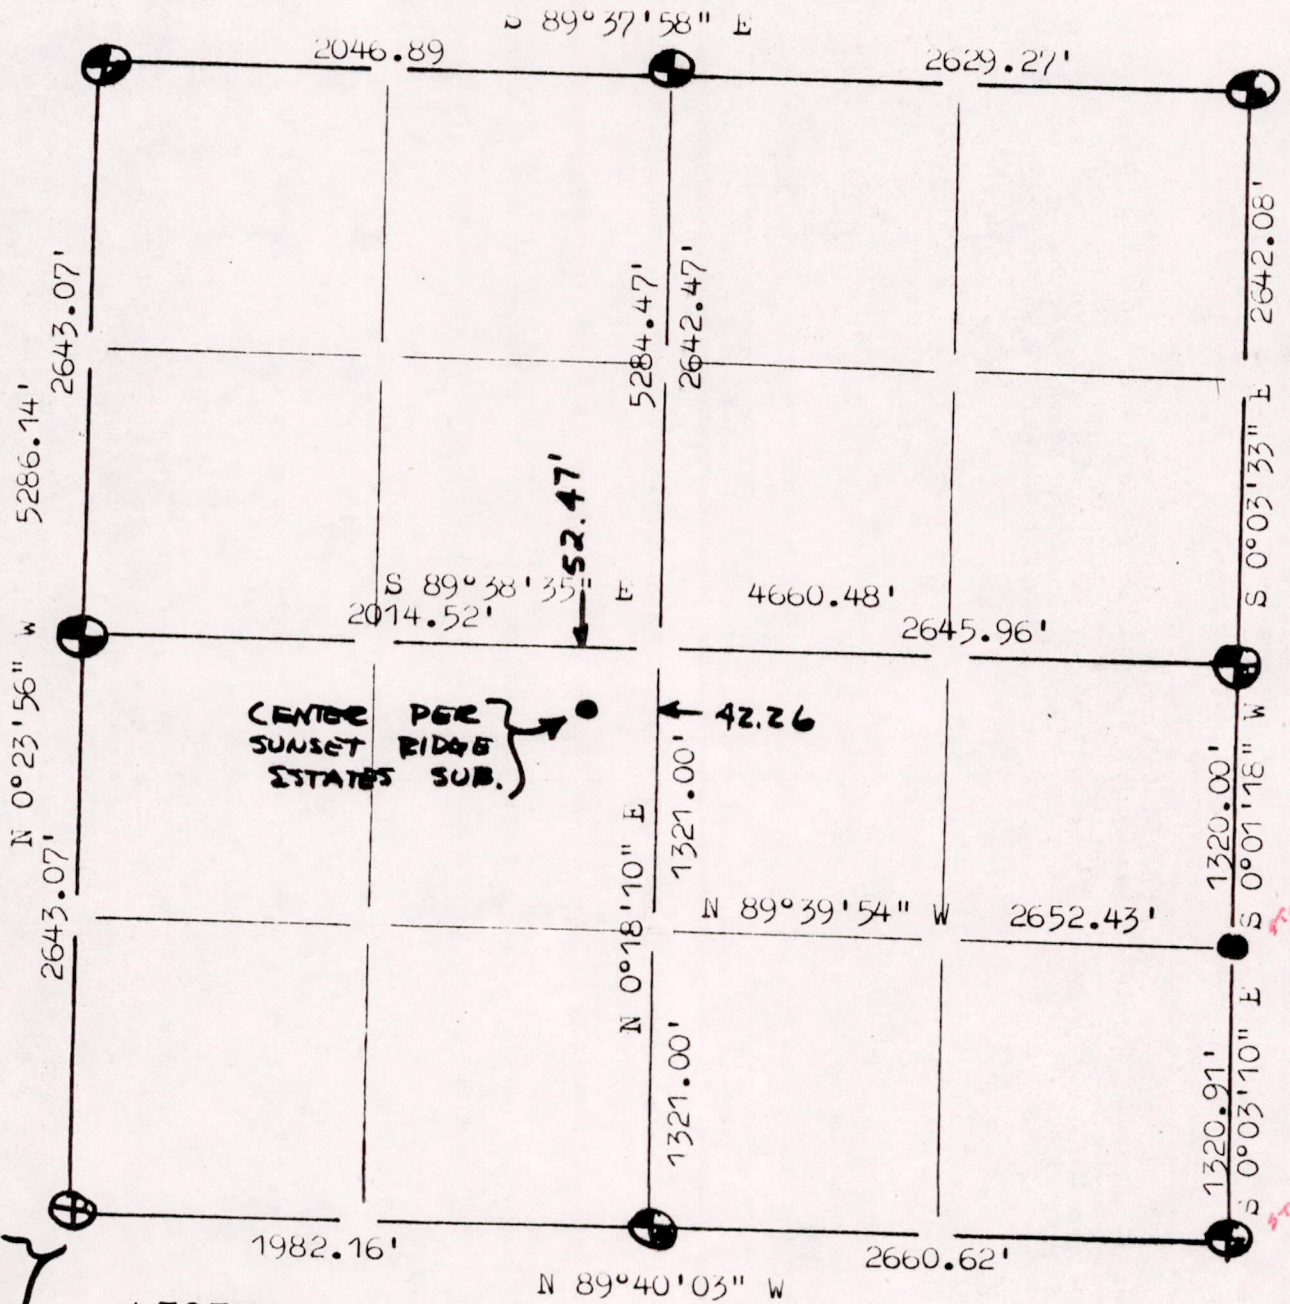 S 89°37'58" E
2046.89
2629.27'
2643.07'
5286.14'
N 0°23'56" W
2643.07'
5284.47'
2642.47'
2642.08'
S 0°03'33" E
52.47'
S 89°38'35" E
2014.52'
4660.48'
2645.96'
CENTER PER
SUNSET RIDGE
ESTATES SUB.
42.26
1321.00'
N 0°18'10" E
1320.00'
S 0°01'18" W
N 89°39'54" W
2652.43'
1321.00'
1320.91'
S 0°03'10" E
1982.16'
2660.62'
N 89°40'03" W